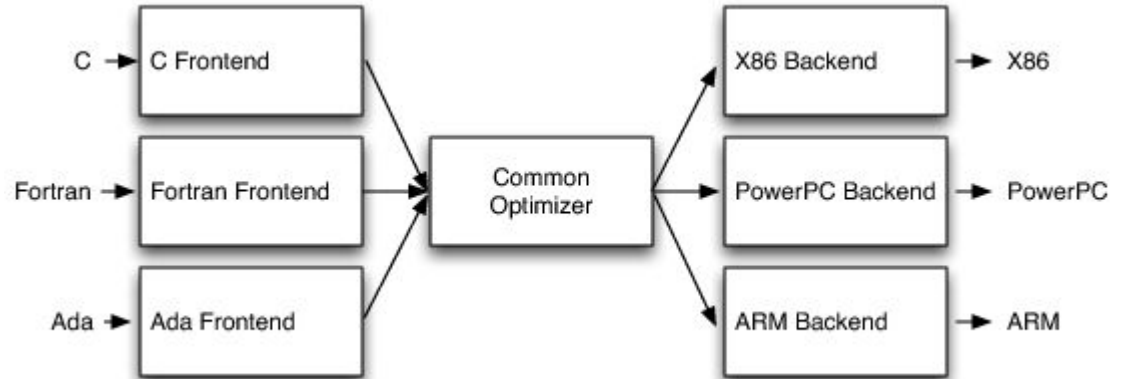 C
C Frontend
X86 Backend
X86
Fortran
Fortran Frontend
Common
Optimizer
PowerPC Backend
PowerPC
Ada
Ada Frontend
ARM Backend
ARM